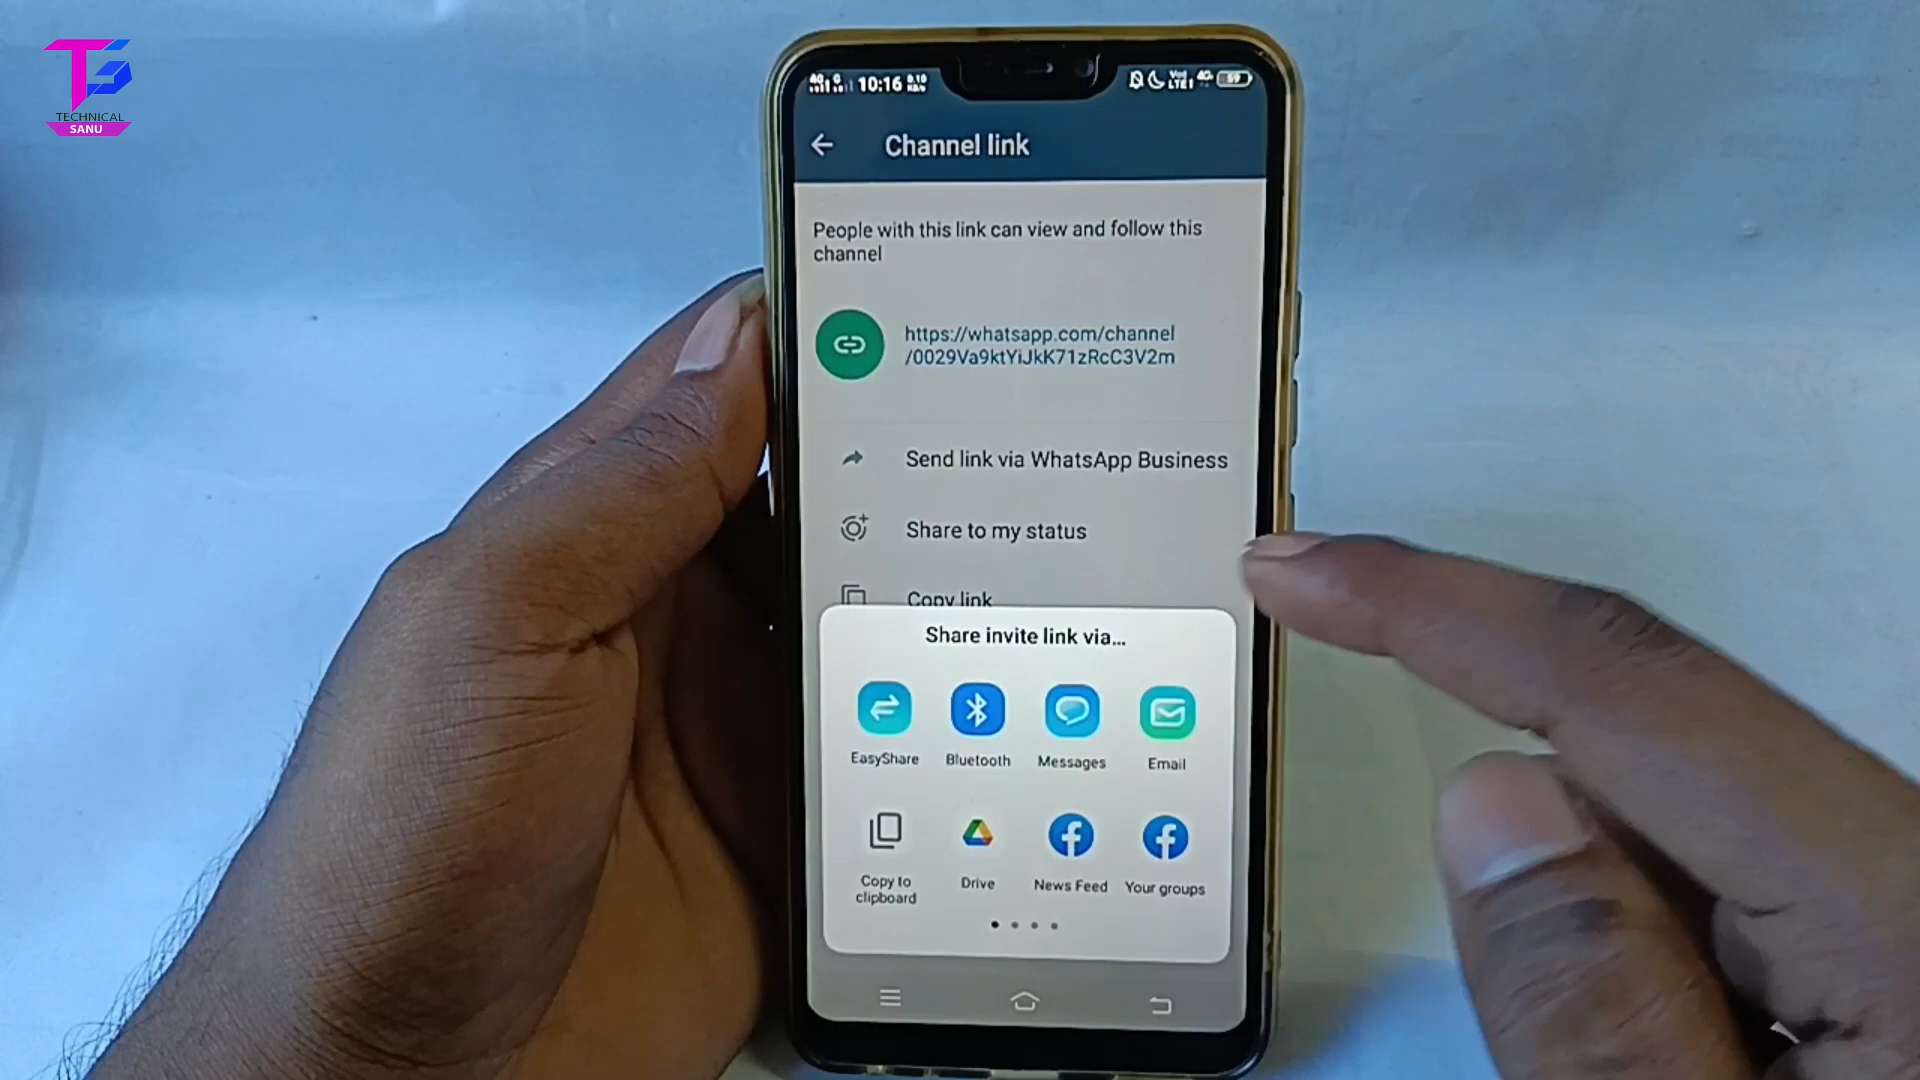 TECHNICAL
SANU
10:16
59
Channel link
People with this link can view and follow this
channel
https://whatsapp.com/channel
/0029Va9ktYiJkK71zRcC3V2m
Send link via WhatsApp Business
Share to my status
Copy link
Share invite link via...
EasyShare
Bluetooth
Messages
Email
Copy to
clipboard
Drive
News Feed
Your groups